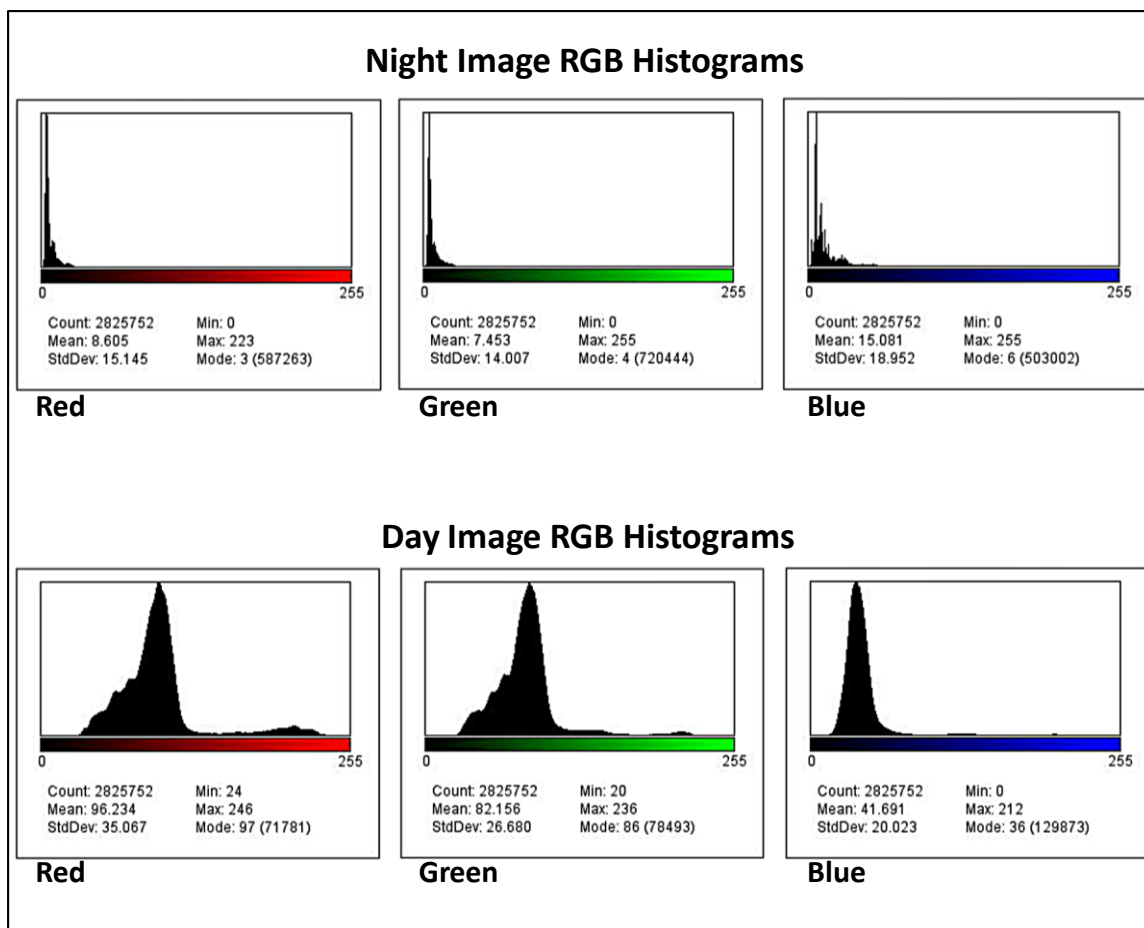 Night Image RGB Histograms
0 255
Count: 2825752 Min: 0
Mean: 8.605 Max: 223
StdDev: 15.145 Mode: 3 (587263)
Red
0 255
Count: 2825752 Min: 0
Mean: 7.453 Max: 255
StdDev: 14.007 Mode: 4 (720444)
Green
0 255
Count: 2825752 Min: 0
Mean: 15.081 Max: 255
StdDev: 18.952 Mode: 6 (503002)
Blue
Day Image RGB Histograms
0 255
Count: 2825752 Min: 24
Mean: 96.234 Max: 246
StdDev: 35.067 Mode: 97 (71781)
Red
0 255
Count: 2825752 Min: 20
Mean: 82.156 Max: 236
StdDev: 26.680 Mode: 86 (78493)
Green
0 255
Count: 2825752 Min: 0
Mean: 41.691 Max: 212
StdDev: 20.023 Mode: 36 (129873)
Blue